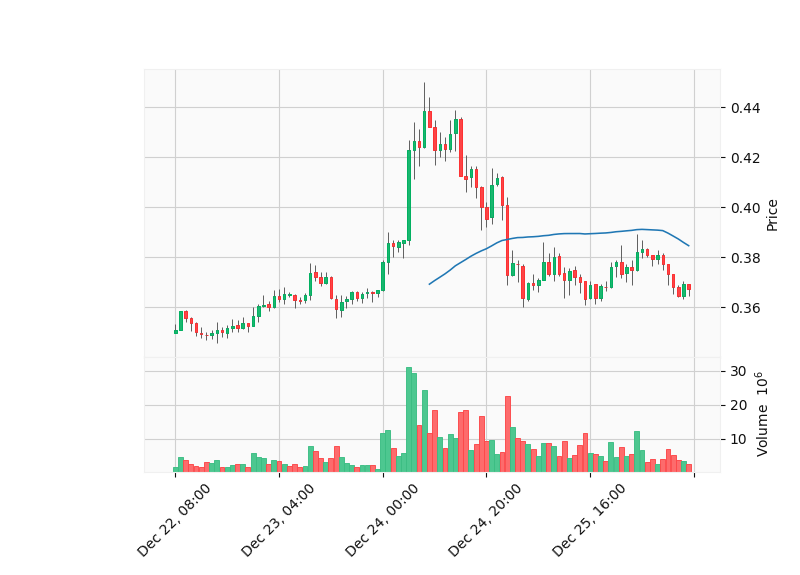 0.44
0.42
0.40
0.38
0.36
Price
30
20
10
Volume 10^6
Dec 22, 08:00
Dec 23, 04:00
Dec 24, 00:00
Dec 24, 20:00
Dec 25, 16:00